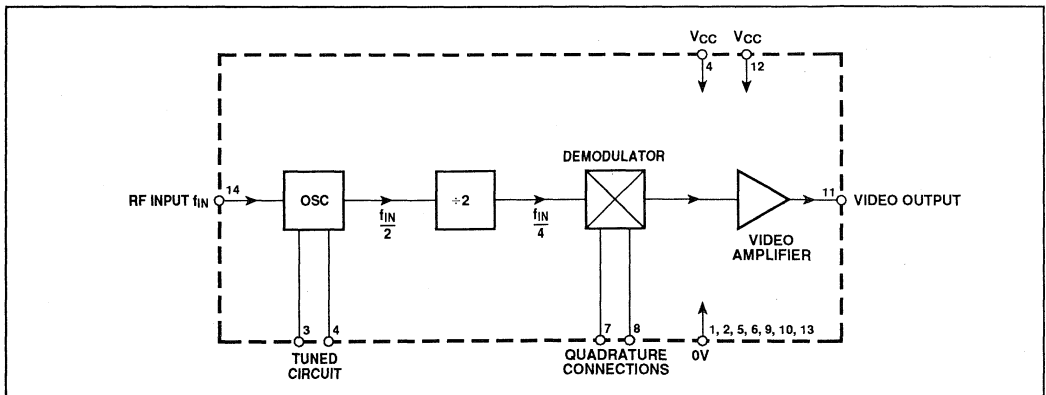 VCC VCC
4 12
DEMODULATOR
RF INPUT fIN 14 OSC fIN/2 ÷2 fIN/4 11 VIDEO OUTPUT
VIDEO
AMPLIFIER
3 4 7 8 1, 2, 5, 6, 9, 10, 13
TUNED
CIRCUIT
QUADRATURE
CONNECTIONS
0V